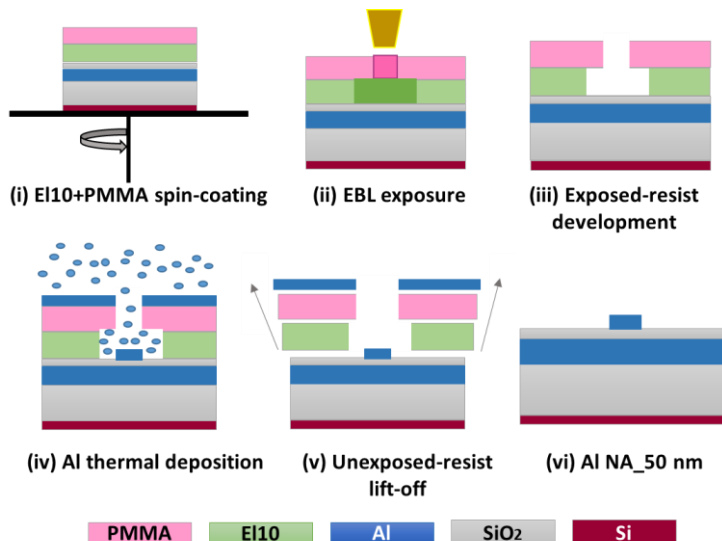 (i) El10+PMMA spin-coating
(ii) EBL exposure
(iii) Exposed-resist
development
(iv) Al thermal deposition
(v) Unexposed-resist
lift-off
(vi) Al NA_50 nm
PMMA
El10
Al
SiO₂
Si